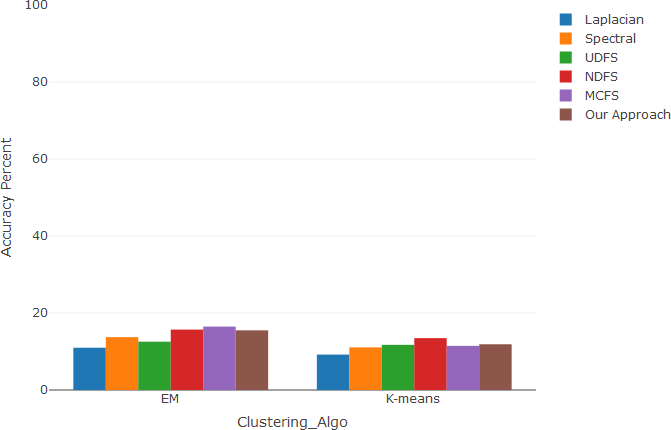 100
80
60
40
20
0
Accuracy Percent
EM
K-means
Clustering_Algo
Laplacian
Spectral
UDFS
NDFS
MCFS
Our Approach